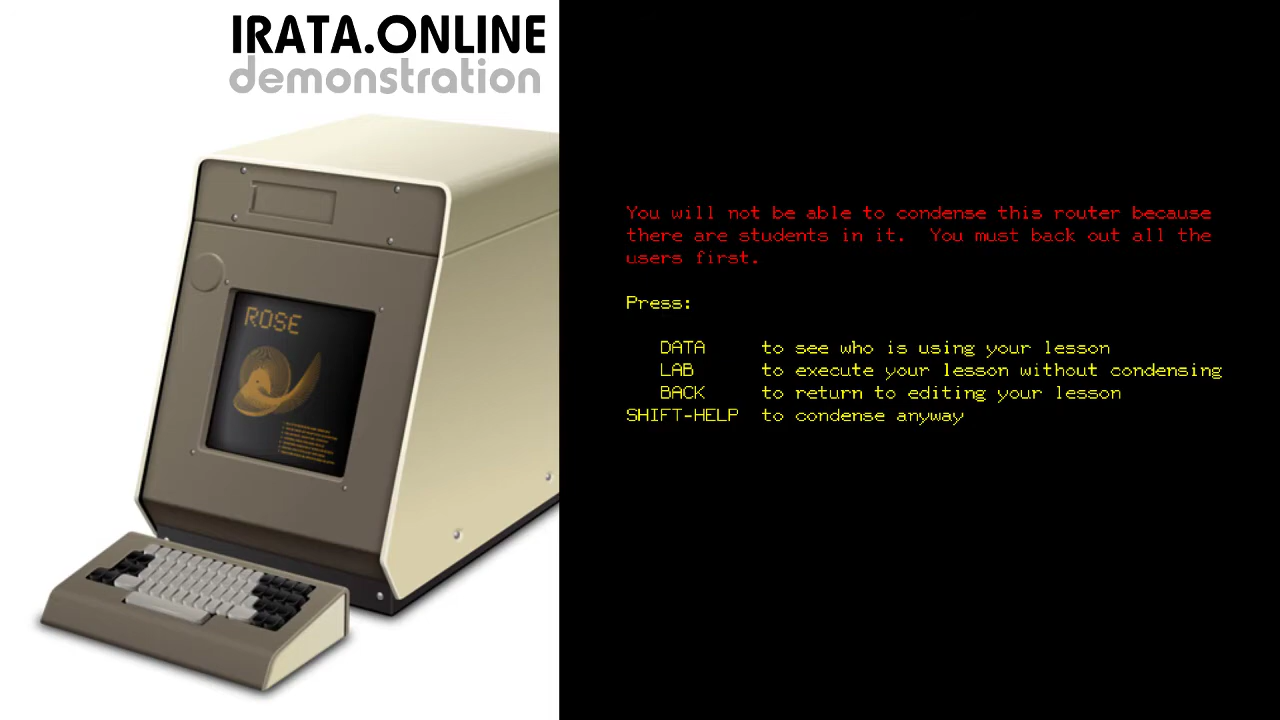 IRATA.ONLINE
demonstration
ROSE
You will not be able to condense this router because
there are students in it.  You must back out all the
users first.
Press:
DATA to see who is using your lesson
LAB to execute your lesson without condensing
BACK to return to editing your lesson
SHIFT-HELP to condense anyway